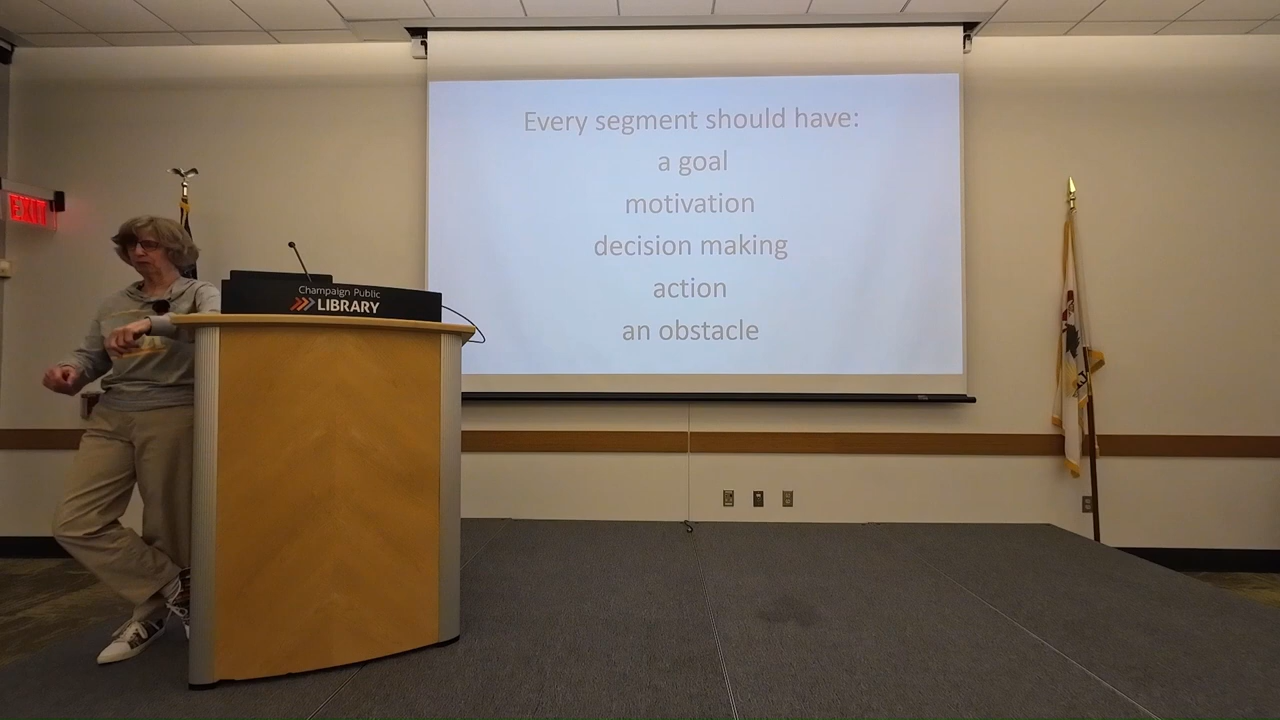 Every segment should have:
a goal
motivation
decision making
action
an obstacle
EXIT
Champaign Public
LIBRARY